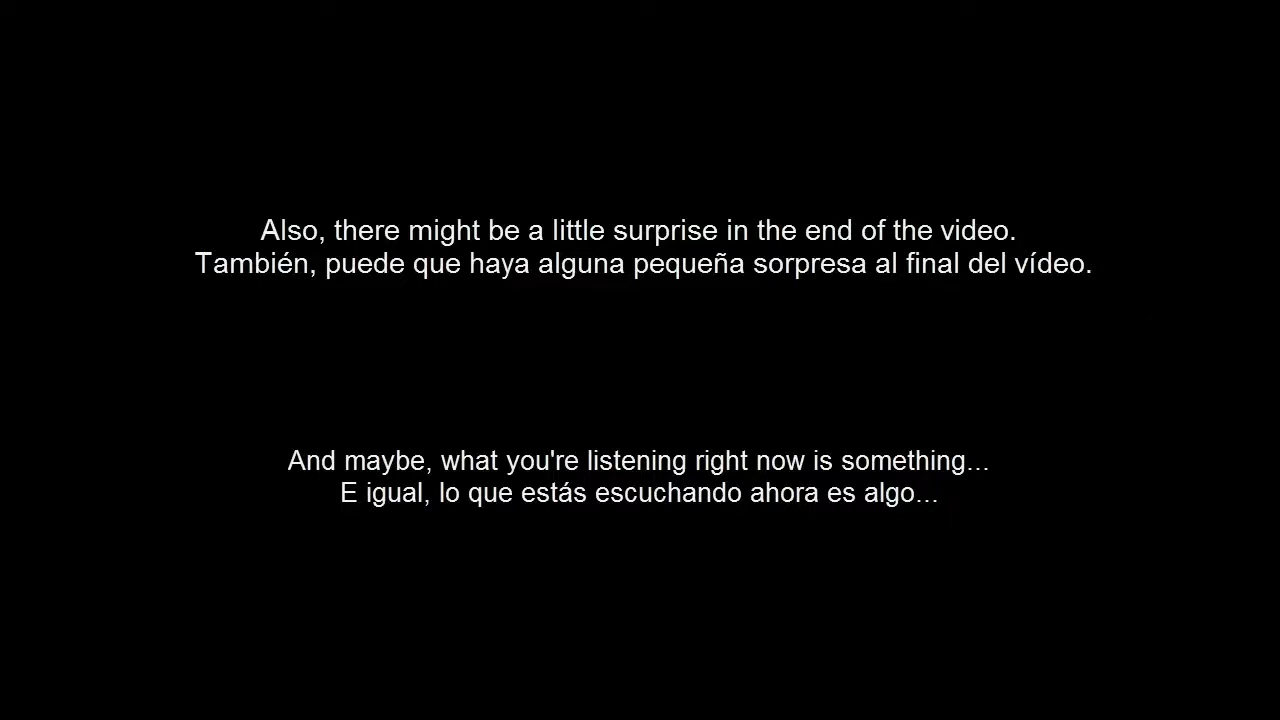 Also, there might be a little surprise in the end of the video.
También, puede que haya alguna pequeña sorpresa al final del vídeo.
And maybe, what you're listening right now is something...
E igual, lo que estás escuchando ahora es algo...